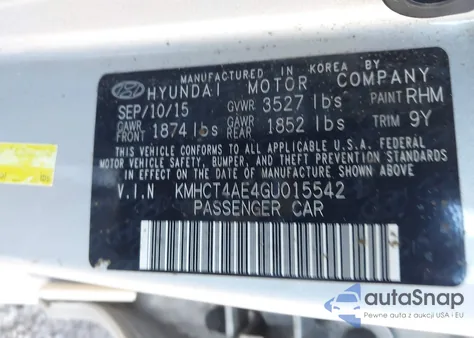 MANUFACTURED IN KOREA BY
HYUNDAI MOTOR COMPANY
SEP/10/15 GVWR 3527 lbs PAINT RHM
GAWR FRONT 1874 lbs GAWR REAR 1852 lbs TRIM 9Y
THIS VEHICLE CONFORMS TO ALL APPLICABLE U.S.A. FEDERAL
MOTOR VEHICLE SAFETY, BUMPER, AND THEFT PREVENTION STANDARDS
IN EFFECT ON THE DATE OF MANUFACTURE SHOWN ABOVE.
V.I.N KMHCT4AE4GU015542
PASSENGER CAR
autaSnap
Pewne auta z aukcji USA i EU